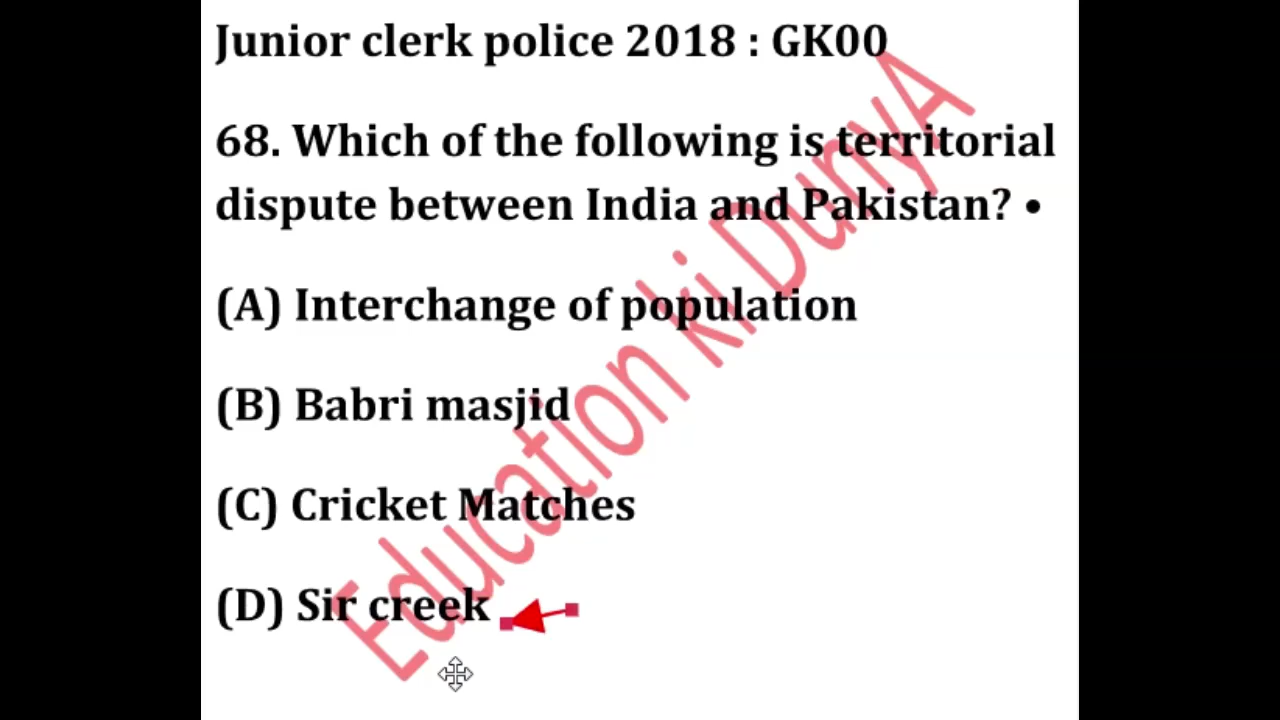 Junior clerk police 2018 : GK00
68. Which of the following is territorial
dispute between India and Pakistan? •
(A) Interchange of population
(B) Babri masjid
(C) Cricket Matches
(D) Sir creek
Education ki DunyA